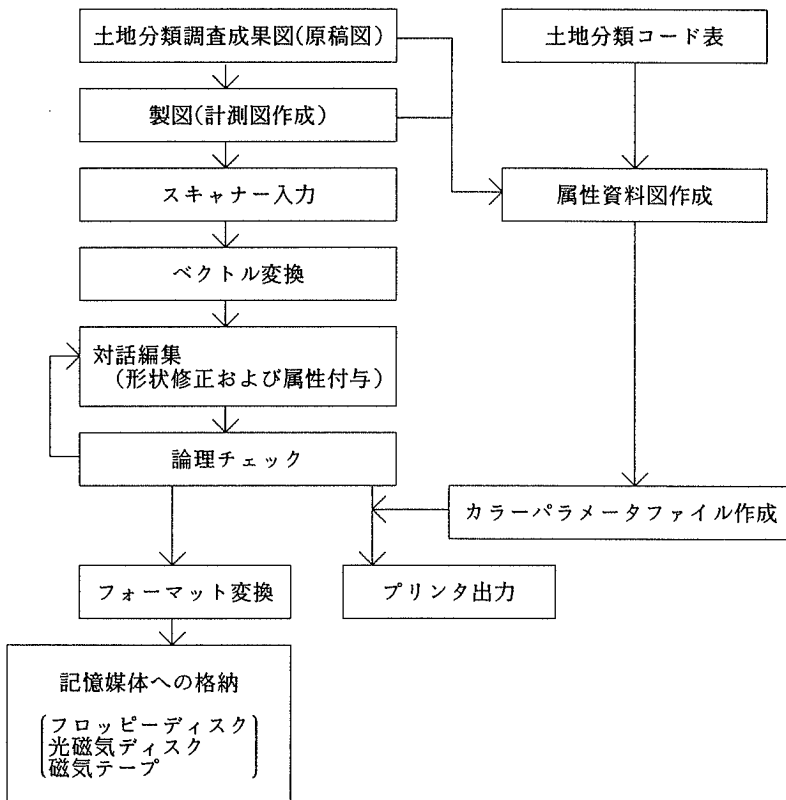 土地分類調査成果図(原稿図)
土地分類コード表
製図(計測図作成)
スキャナー入力
属性資料図作成
ベクトル変換
対話編集
(形状修正および属性付与)
論理チェック
カラーパラメータファイル作成
フォーマット変換
プリンタ出力
記憶媒体への格納
フロッピーディスク
光磁気ディスク
磁気テープ